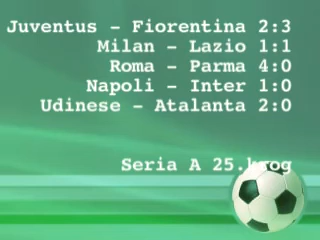 Juventus - Fiorentina 2:3
Milan - Lazio 1:1
Roma - Parma 4:0
Napoli - Inter 1:0
Udinese - Atalanta 2:0
Seria A 25.krog